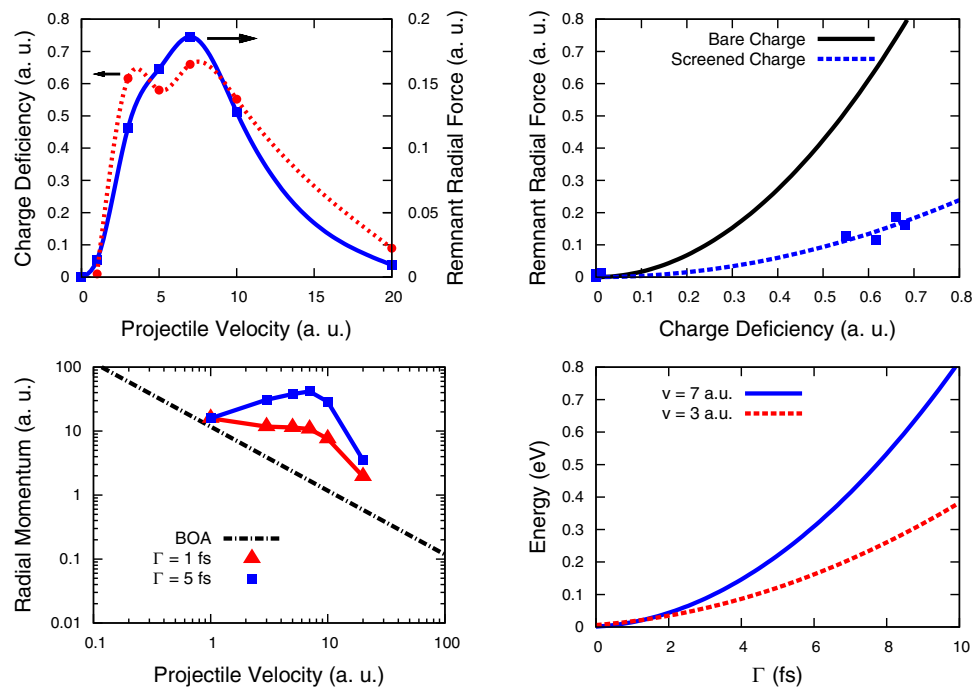 0.8
0.7
0.6
0.5
0.4
0.3
0.2
0.1
0
0.2
0.15
0.1
0.05
0
0 5 10 15 20
Charge Deficiency (a. u.)
Remnant Radial Force (a. u.)
Projectile Velocity (a. u.)
0.8
0.7
0.6
0.5
0.4
0.3
0.2
0.1
0
0 0.1 0.2 0.3 0.4 0.5 0.6 0.7 0.8
Remnant Radial Force (a. u.)
Bare Charge
Screened Charge
Charge Deficiency (a. u.)
100
10
1
0.1
0.01
0.1 1 10 100
Radial Momentum (a. u.)
BOA
Γ = 1 fs
Γ = 5 fs
Projectile Velocity (a. u.)
0.8
0.7
0.6
0.5
0.4
0.3
0.2
0.1
0
0 2 4 6 8 10
Energy (eV)
v = 7 a.u.
v = 3 a.u.
Γ (fs)